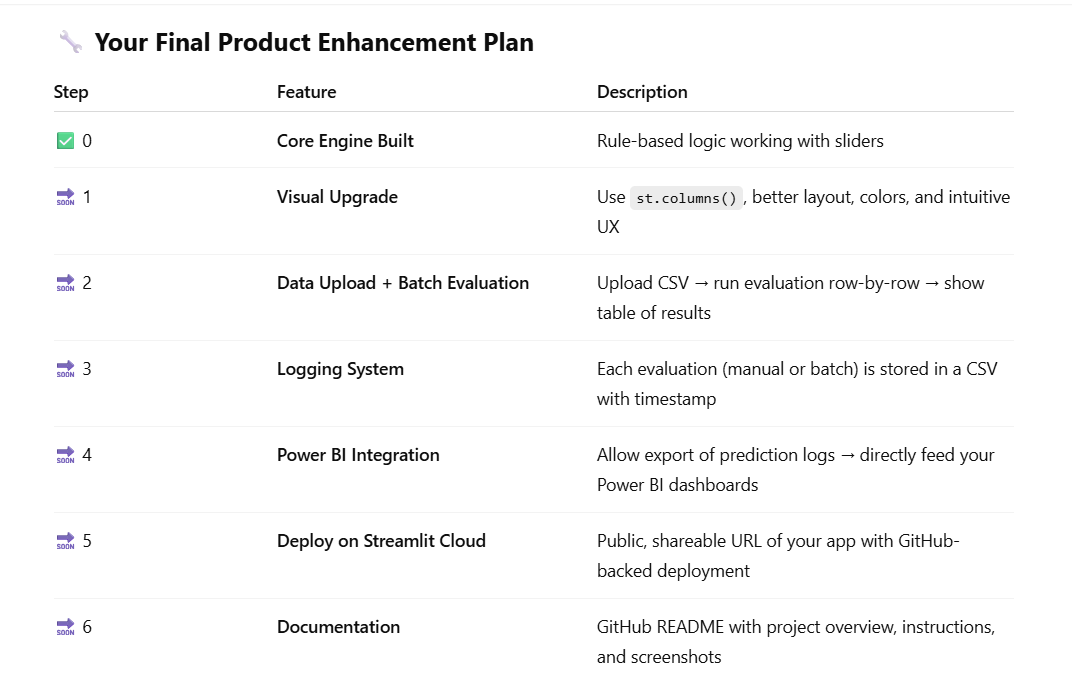 🔧 Your Final Product Enhancement Plan
Step Feature Description
✅ 0 Core Engine Built Rule-based logic working with sliders
🔜 1 Visual Upgrade Use st.columns(), better layout, colors, and intuitive
UX
🔜 2 Data Upload + Batch Evaluation Upload CSV → run evaluation row-by-row → show
table of results
🔜 3 Logging System Each evaluation (manual or batch) is stored in a CSV
with timestamp
🔜 4 Power BI Integration Allow export of prediction logs → directly feed your
Power BI dashboards
🔜 5 Deploy on Streamlit Cloud Public, shareable URL of your app with GitHub-
backed deployment
🔜 6 Documentation GitHub README with project overview, instructions,
and screenshots